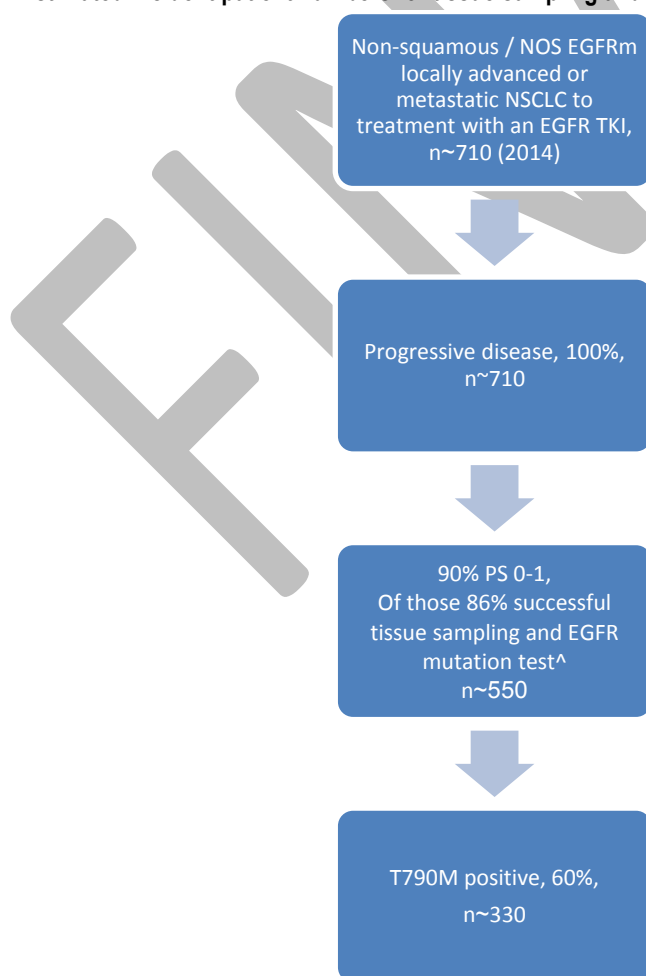 Non-squamous / NOS EGFRm
locally advanced or
metastatic NSCLC to
treatment with an EGFR TKI,
n~710 (2014)
Progressive disease, 100%,
n~710
90% PS 0-1,
Of those 86% successful
tissue sampling and EGFR
mutation test^
n~550
T790M positive, 60%,
n~330